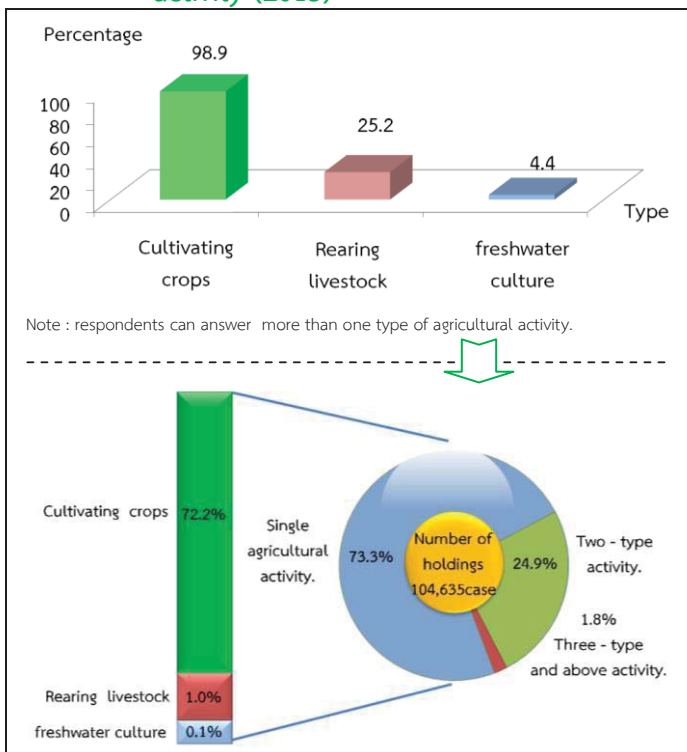 activity (2013)
Percentage
98.9
25.2
4.4
100
80
60
40
20
0
Type
Cultivating
crops
Rearing
livestock
freshwater
culture
Note : respondents can answer more than one type of agricultural activity.
Cultivating crops
72.2%
Rearing livestock
1.0%
freshwater culture
0.1%
Single
agricultural
activity.
73.3%
Number of
holdings
104,635case
24.9%
Two - type
activity.
1.8%
Three - type
and above activity.